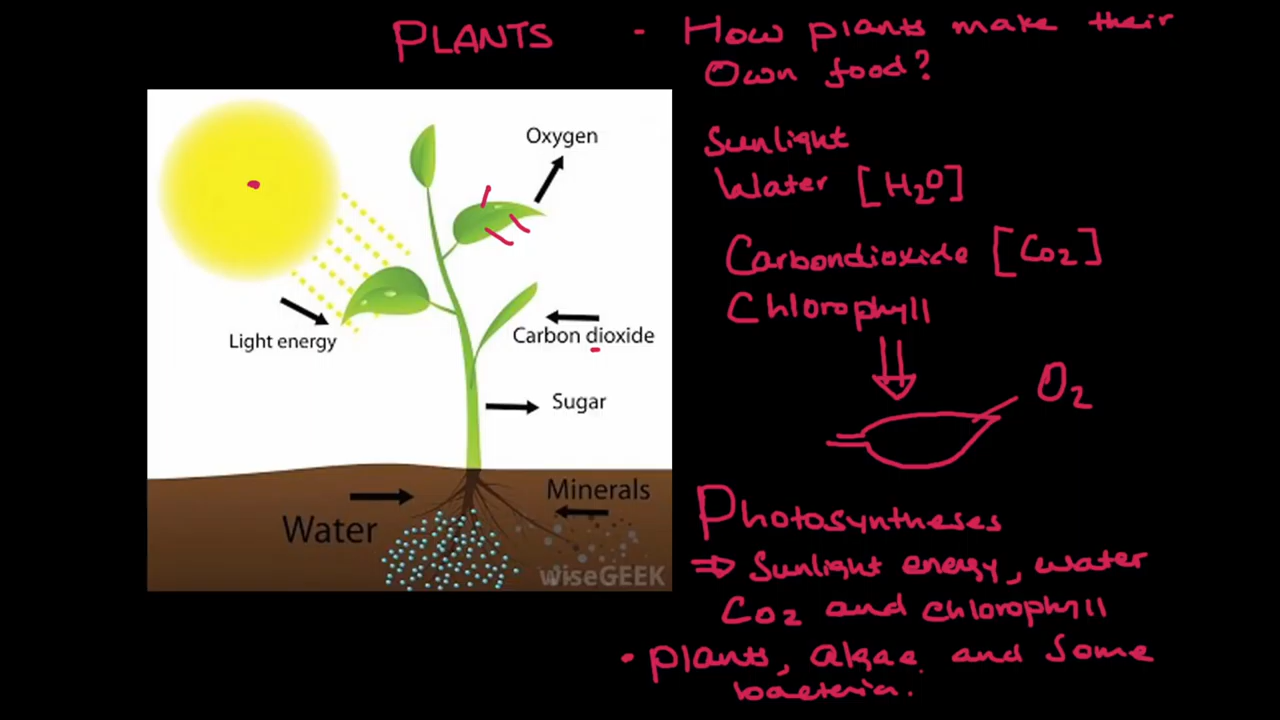 PLANTS - How plants make their
Own food?
Oxygen
Light energy
Carbon dioxide
Sugar
Water
Minerals
wiseGEEK
Sunlight
Water [H2O]
Carbondioxide [Co2]
Chlorophyll
O2
Photosyntheses
⇒ Sunlight energy, water
Co2 and chlorophyll
• Plants, algae and Some
bacteria.